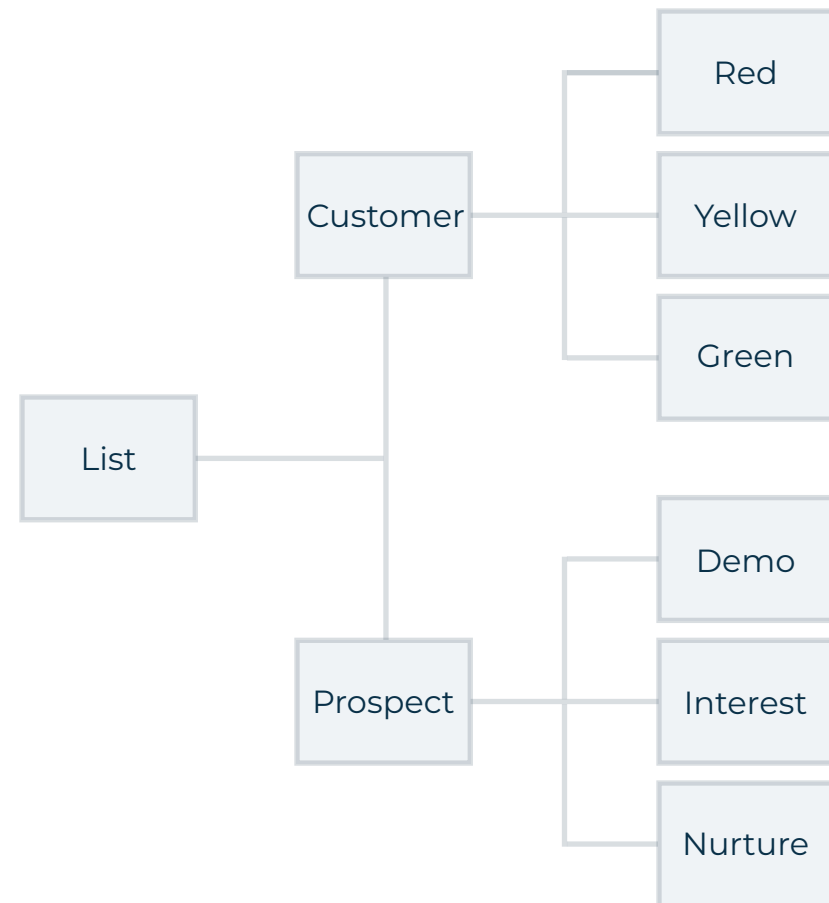 List
Customer
Red
Yellow
Green
Prospect
Demo
Interest
Nurture